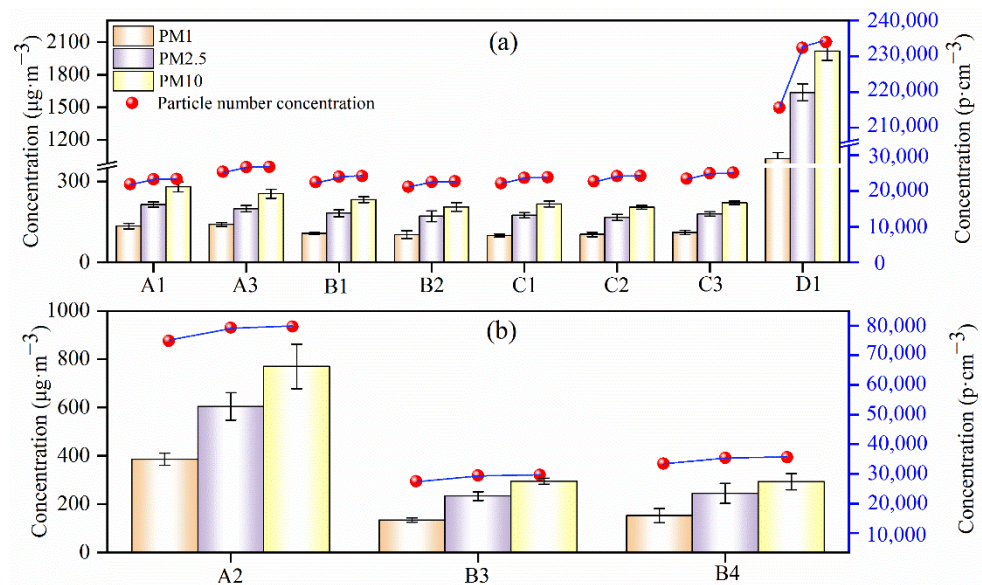 (a)
PM1
PM2.5
PM10
Particle number concentration
Concentration (μg·m⁻³)
2100
1800
1500
1200
300
0
240,000
230,000
220,000
210,000
30,000
20,000
10,000
0
Concentration (p·cm⁻³)
A1 A3 B1 B2 C1 C2 C3 D1
(b)
Concentration (μg·m⁻³)
1000
800
600
400
200
0
80,000
70,000
60,000
50,000
40,000
30,000
20,000
10,000
Concentration (p·cm⁻³)
A2 B3 B4